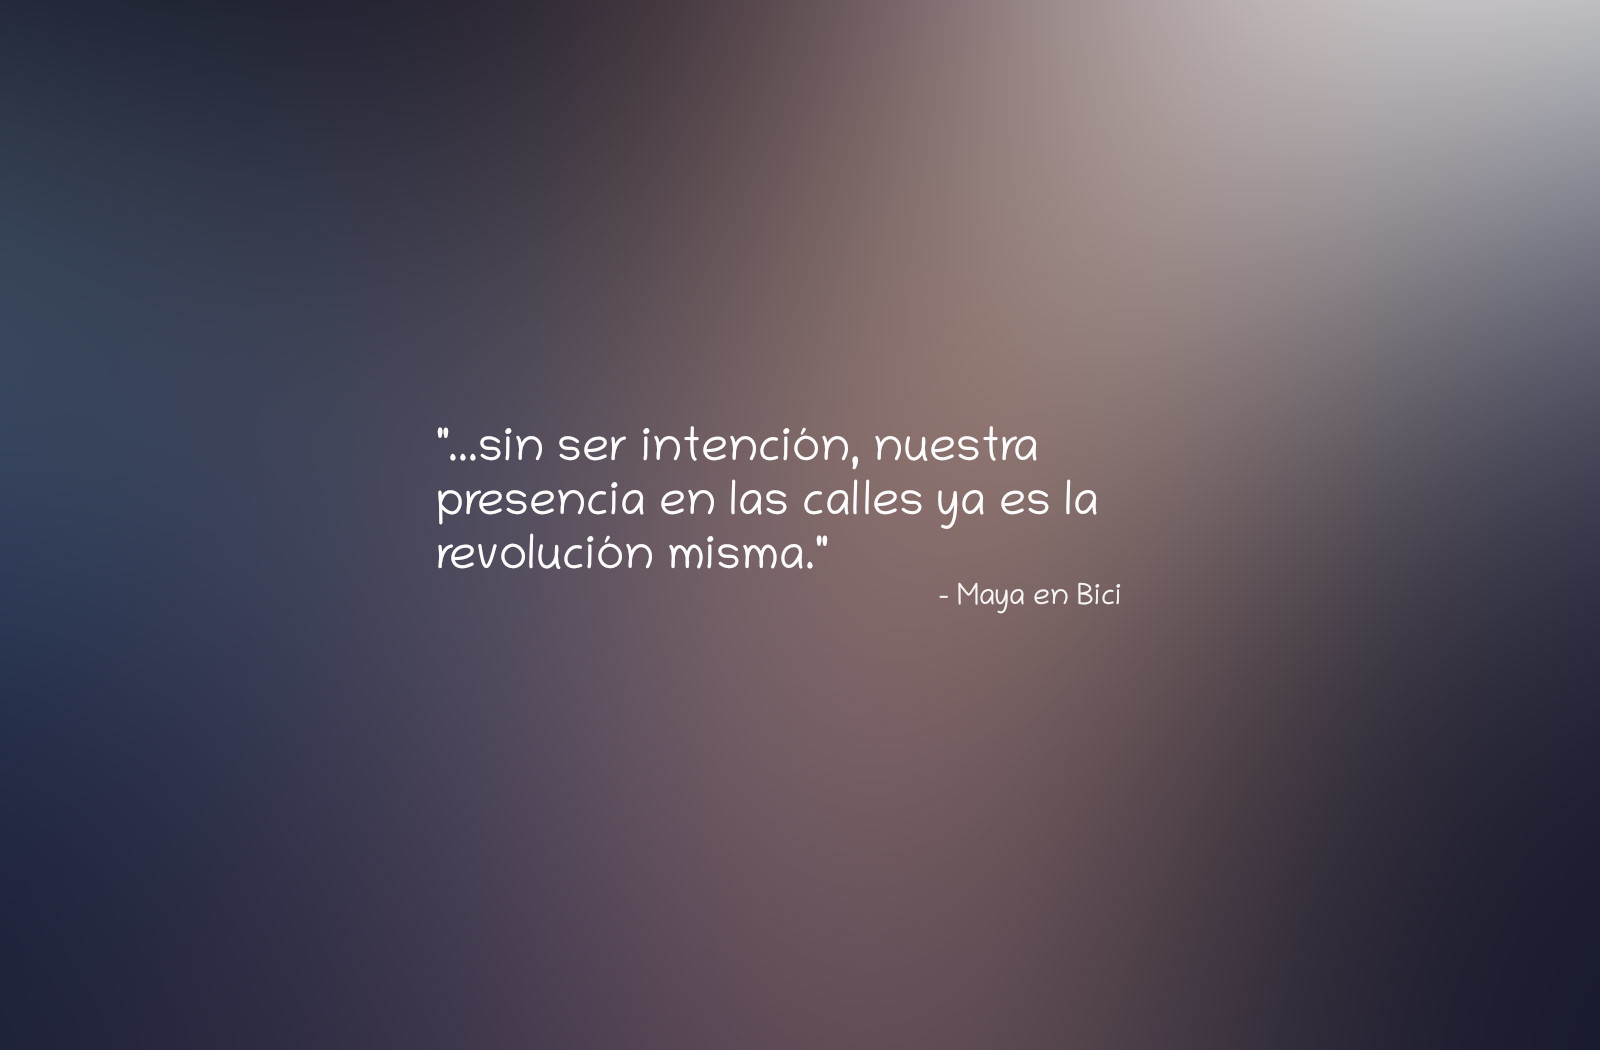 "...sin ser intención, nuestra
presencia en las calles ya es la
revolución misma."
- Maya en Bici